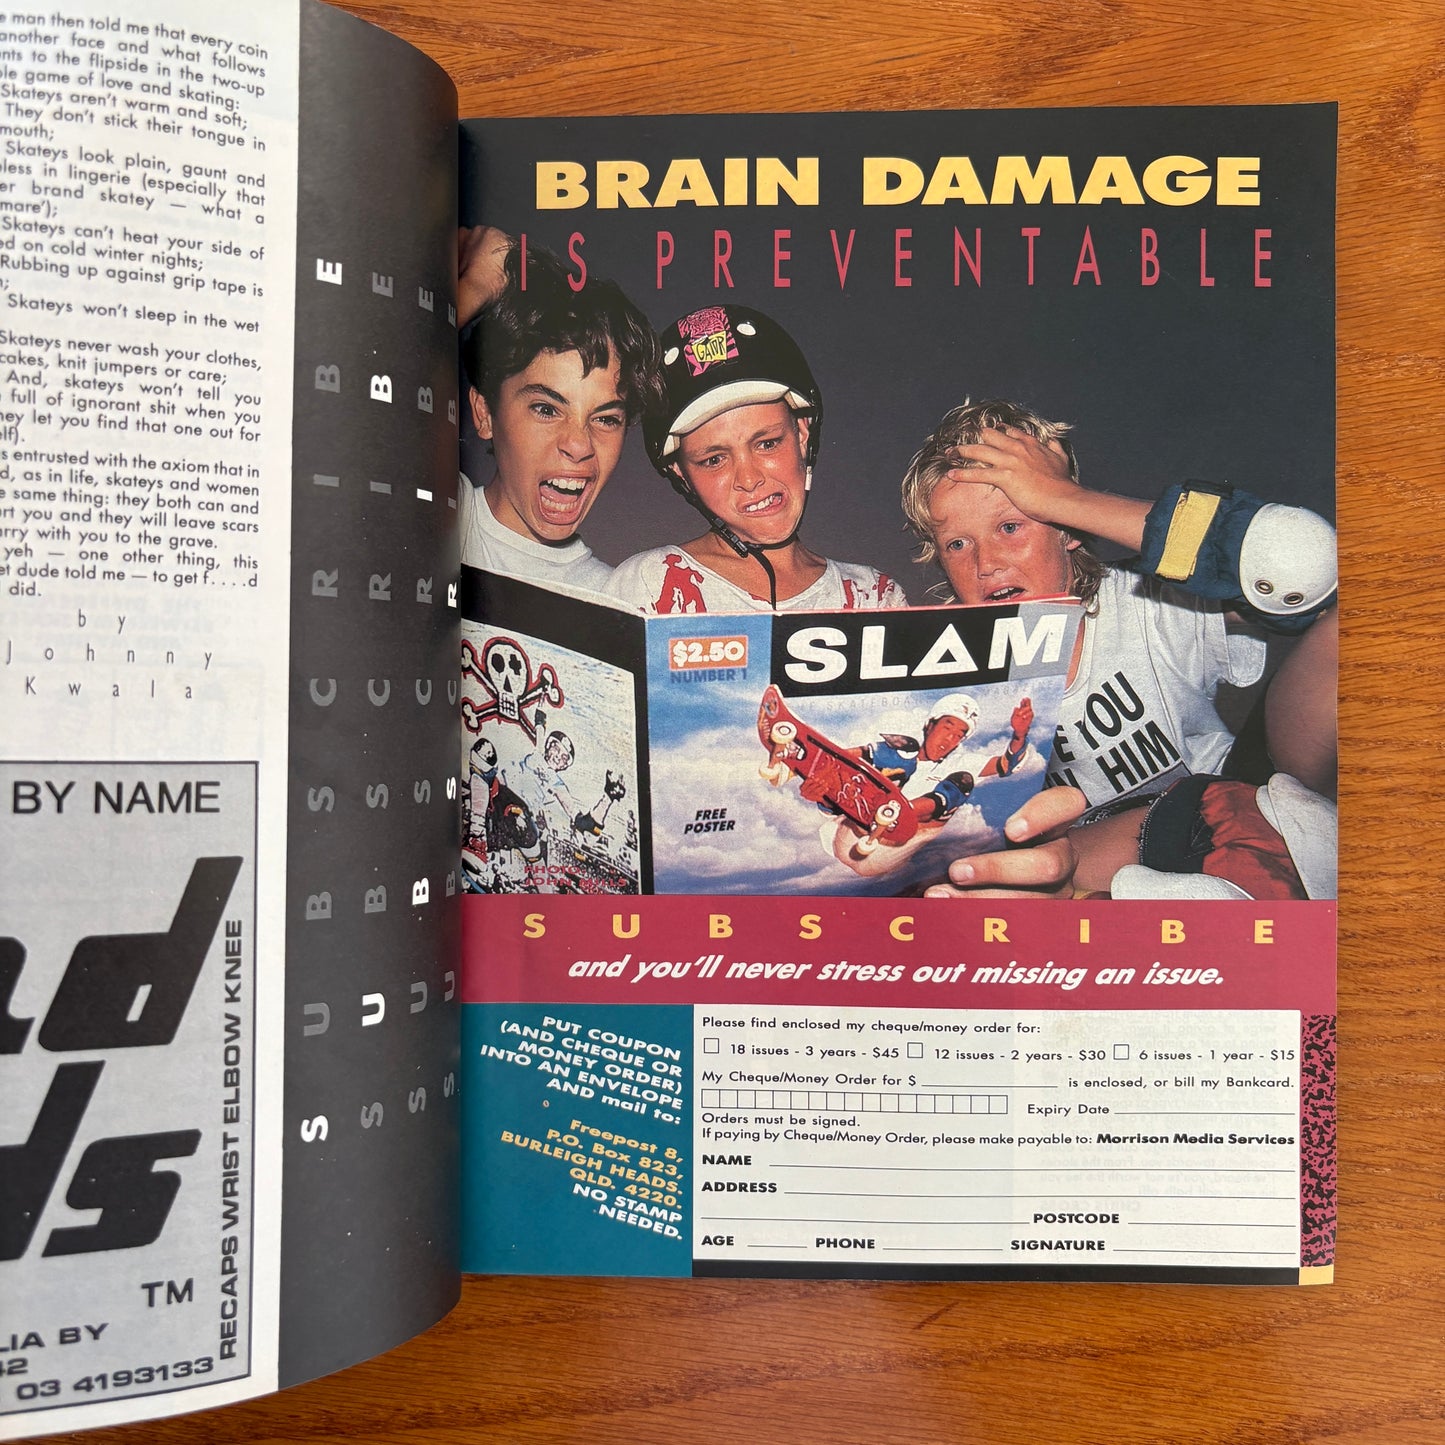 man then told me that every coin
another face and what follows
to the flipside in the two-up
game of love and skating:
Skateys aren't warm and soft;
They don't stick their tongue in
mouth;
Skateys look plain, gaunt and
in lingerie (especially that
brand skatey — what a
mare');
Skateys can't heat your side of
on cold winter nights;
Rubbing up against grip tape is
Skateys won't sleep in the wet
Skateys never wash your clothes,
cakes, knit jumpers or care;
And, skateys won't tell you
full of ignorant shit when you
let you find that one out for
entrusted with the axiom that in
as in life, skateys and women
same thing: they both can and
you and they will leave scars
with you to the grave.
yeh — one other thing, this
dude told me — to get f. . . .d
did.
by
Johnny
Kwala
BY NAME
RECAPS WRIST ELBOW KNEE
TM
BY
03 4193133
SUBSCRIBE
SUBSCRIBE
SUBSCRIBE
SUBSCRIBE
BRAIN DAMAGE
IS PREVENTABLE
GATOR
$2.50
NUMBER 1
SLAM
FREE
POSTER
YOU
HIM
SUBSCRIBE
and you'll never stress out missing an issue.
PUT COUPON
(AND CHEQUE OR
MONEY ORDER)
INTO AN ENVELOPE
AND mail to:
Freepost 8,
P.O. Box 823,
BURLEIGH HEADS.
QLD. 4220.
NO STAMP
NEEDED.
Please find enclosed my cheque/money order for:
18 issues - 3 years - $45 12 issues - 2 years - $30 6 issues - 1 year - $15
My Cheque/Money Order for $ is enclosed, or bill my Bankcard.
Expiry Date
Orders must be signed.
If paying by Cheque/Money Order, please make payable to: Morrison Media Services
NAME
ADDRESS
POSTCODE
AGE PHONE SIGNATURE